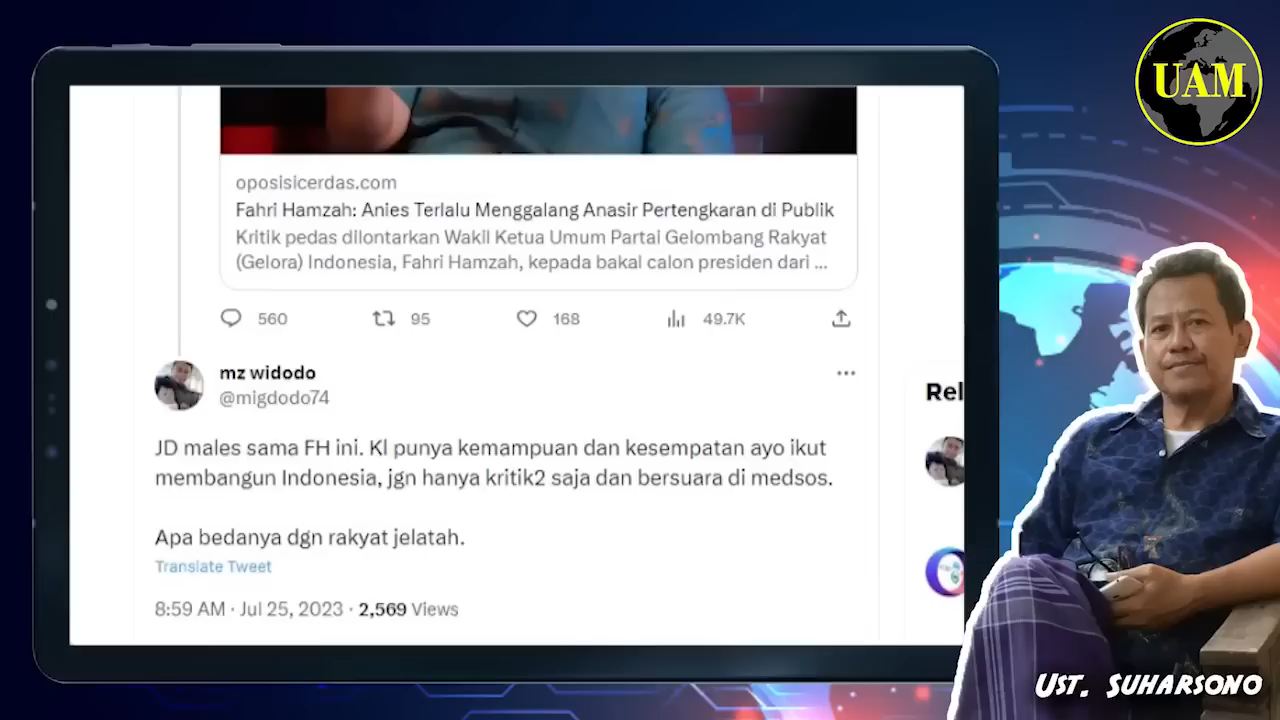 UAM
oposisicerdas.com
Fahri Hamzah: Anies Terlalu Menggalang Anasir Pertengkaran di Publik
Kritik pedas dilontarkan Wakil Ketua Umum Partai Gelombang Rakyat
(Gelora) Indonesia, Fahri Hamzah, kepada bakal calon presiden dari ...
560 95 168 49.7K
mz widodo
@migdodo74
Rel
JD males sama FH ini. Kl punya kemampuan dan kesempatan ayo ikut
membangun Indonesia, jgn hanya kritik2 saja dan bersuara di medsos.
Apa bedanya dgn rakyat jelatah.
Translate Tweet
8:59 AM · Jul 25, 2023 · 2,569 Views
UST. SUHARSONO